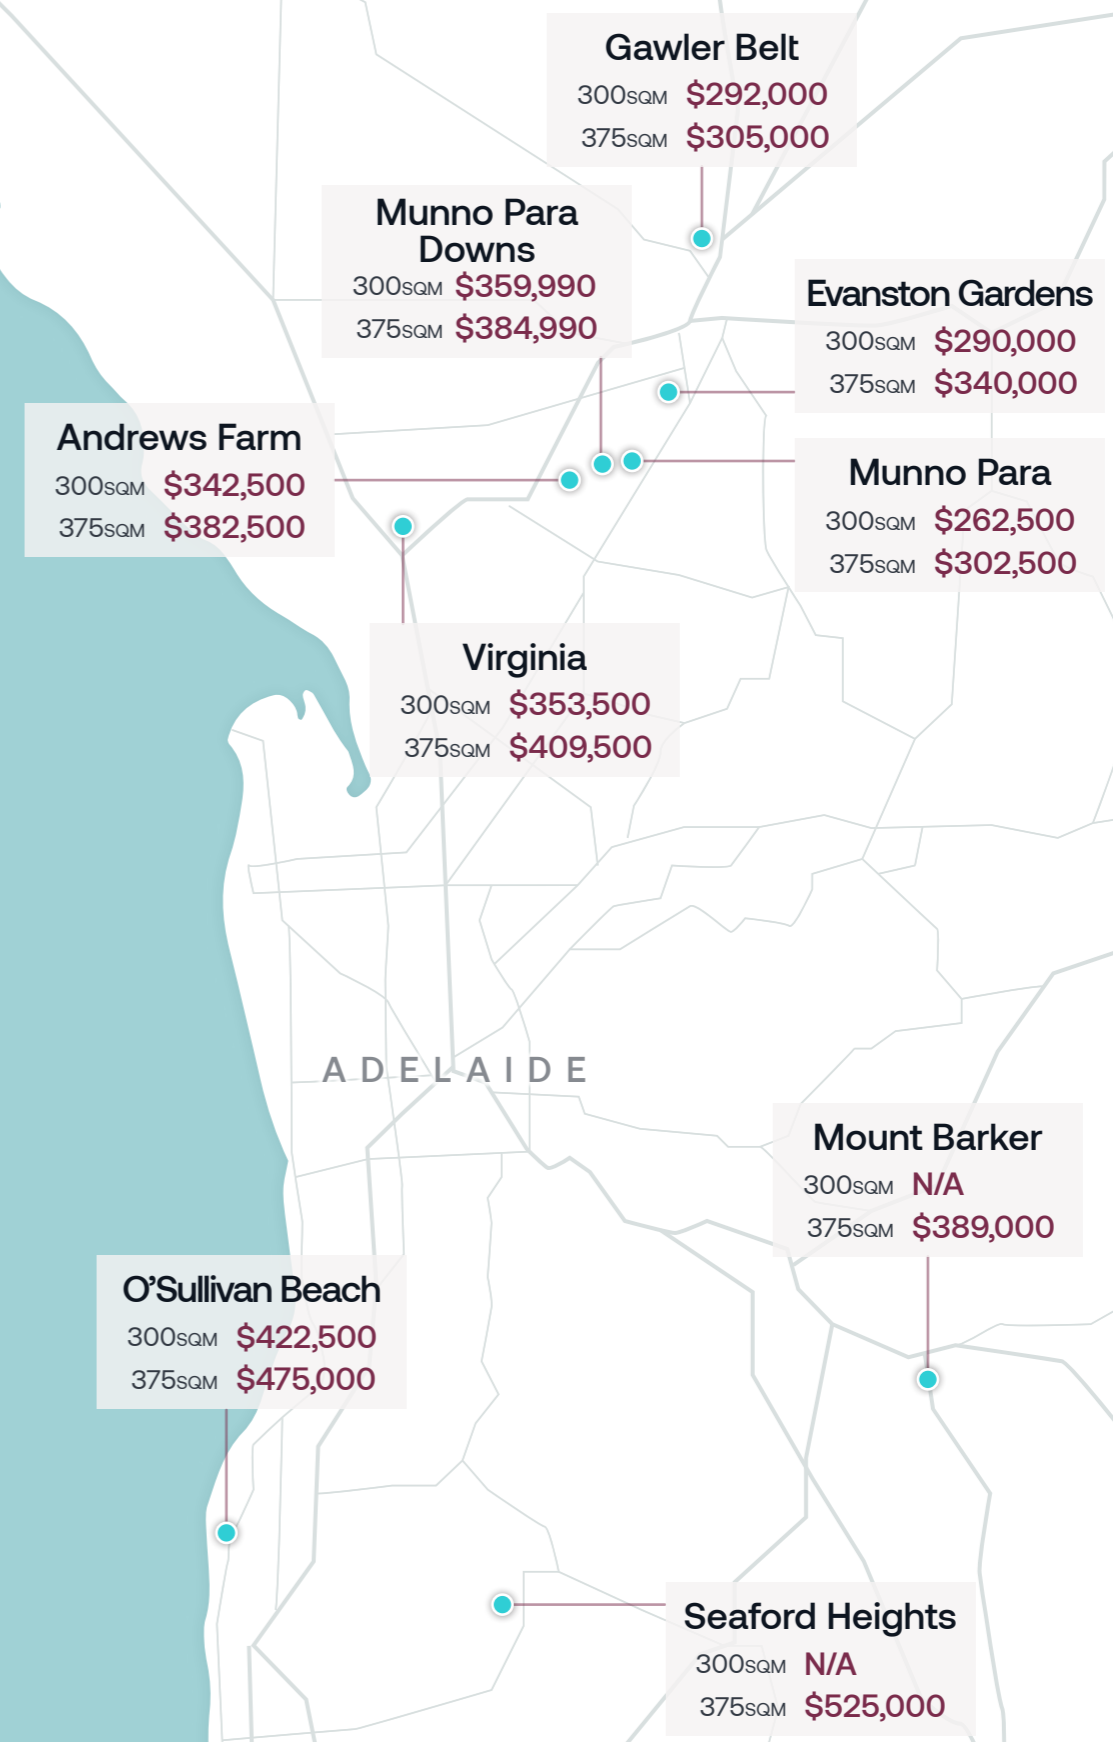 Gawler Belt
300SQM $292,000
375SQM $305,000
Munno Para
Downs
300SQM $359,990
375SQM $384,990
Evanston Gardens
300SQM $290,000
375SQM $340,000
Andrews Farm
300SQM $342,500
375SQM $382,500
Munno Para
300SQM $262,500
375SQM $302,500
Virginia
300SQM $353,500
375SQM $409,500
ADELAIDE
Mount Barker
300SQM N/A
375SQM $389,000
O’Sullivan Beach
300SQM $422,500
375SQM $475,000
Seaford Heights
300SQM N/A
375SQM $525,000